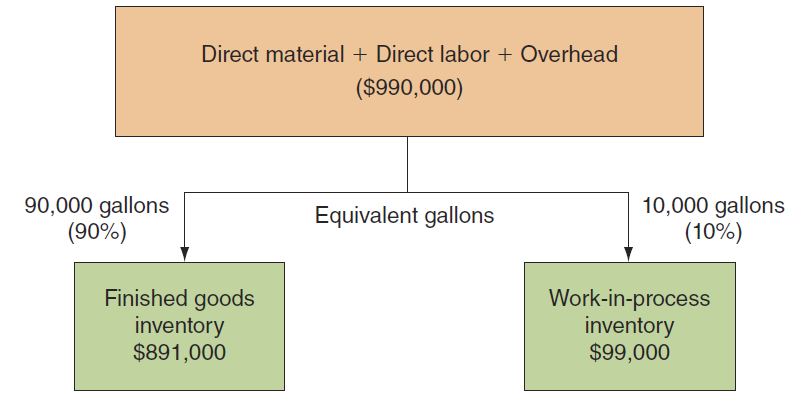 Direct material + Direct labor + Overhead
($990,000)
90,000 gallons
(90%)
Equivalent gallons
10,000 gallons
(10%)
Finished goods
inventory
$891,000
Work-in-process
inventory
$99,000